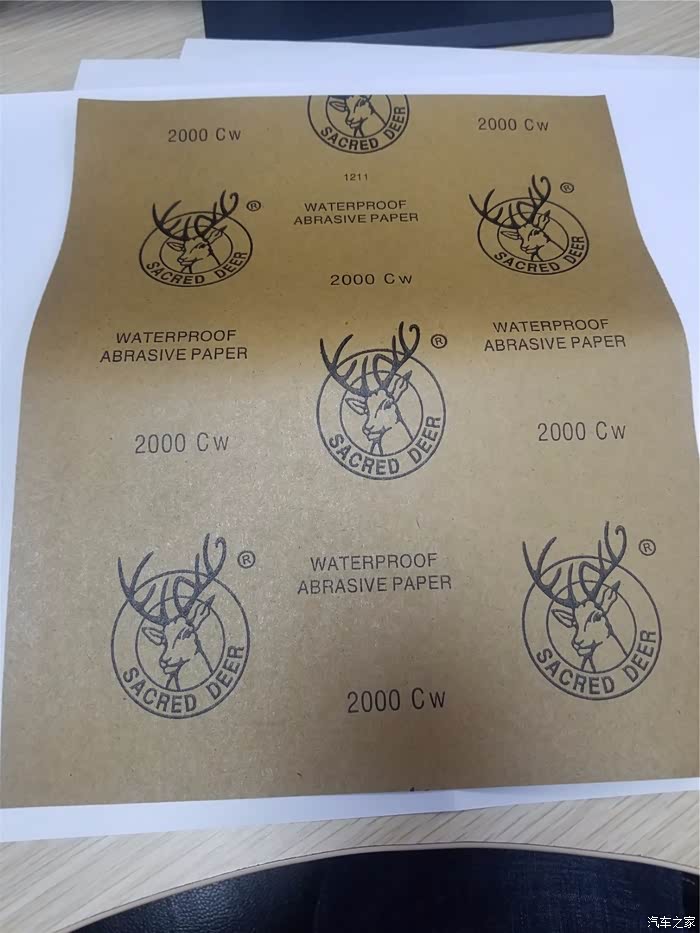 SACRED DEER
2000 Cw
2000 Cw
1211
WATERPROOF
ABRASIVE PAPER
®
SACRED DEER
®
SACRED DEER
2000 Cw
WATERPROOF
ABRASIVE PAPER
®
SACRED DEER
WATERPROOF
ABRASIVE PAPER
2000 Cw
2000 Cw
®
SACRED DEER
WATERPROOF
ABRASIVE PAPER
®
SACRED DEER
2000 Cw
汽车之家